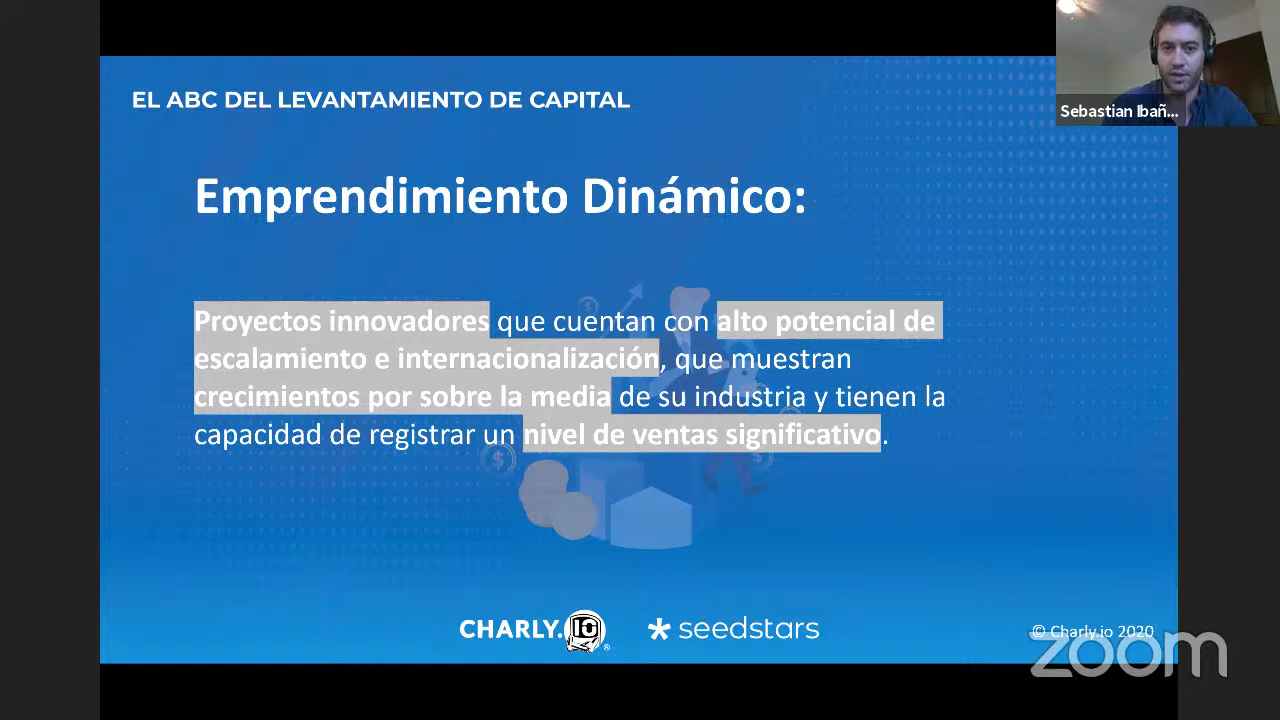 EL ABC DEL LEVANTAMIENTO DE CAPITAL
Sebastian Ibañ...
Emprendimiento Dinámico:
Proyectos innovadores que cuentan con alto potencial de
escalamiento e internacionalización, que muestran
crecimientos por sobre la media de su industria y tienen la
capacidad de registrar un nivel de ventas significativo.
CHARLY.IO®
seedstars
© Charly.io 2020
zoom